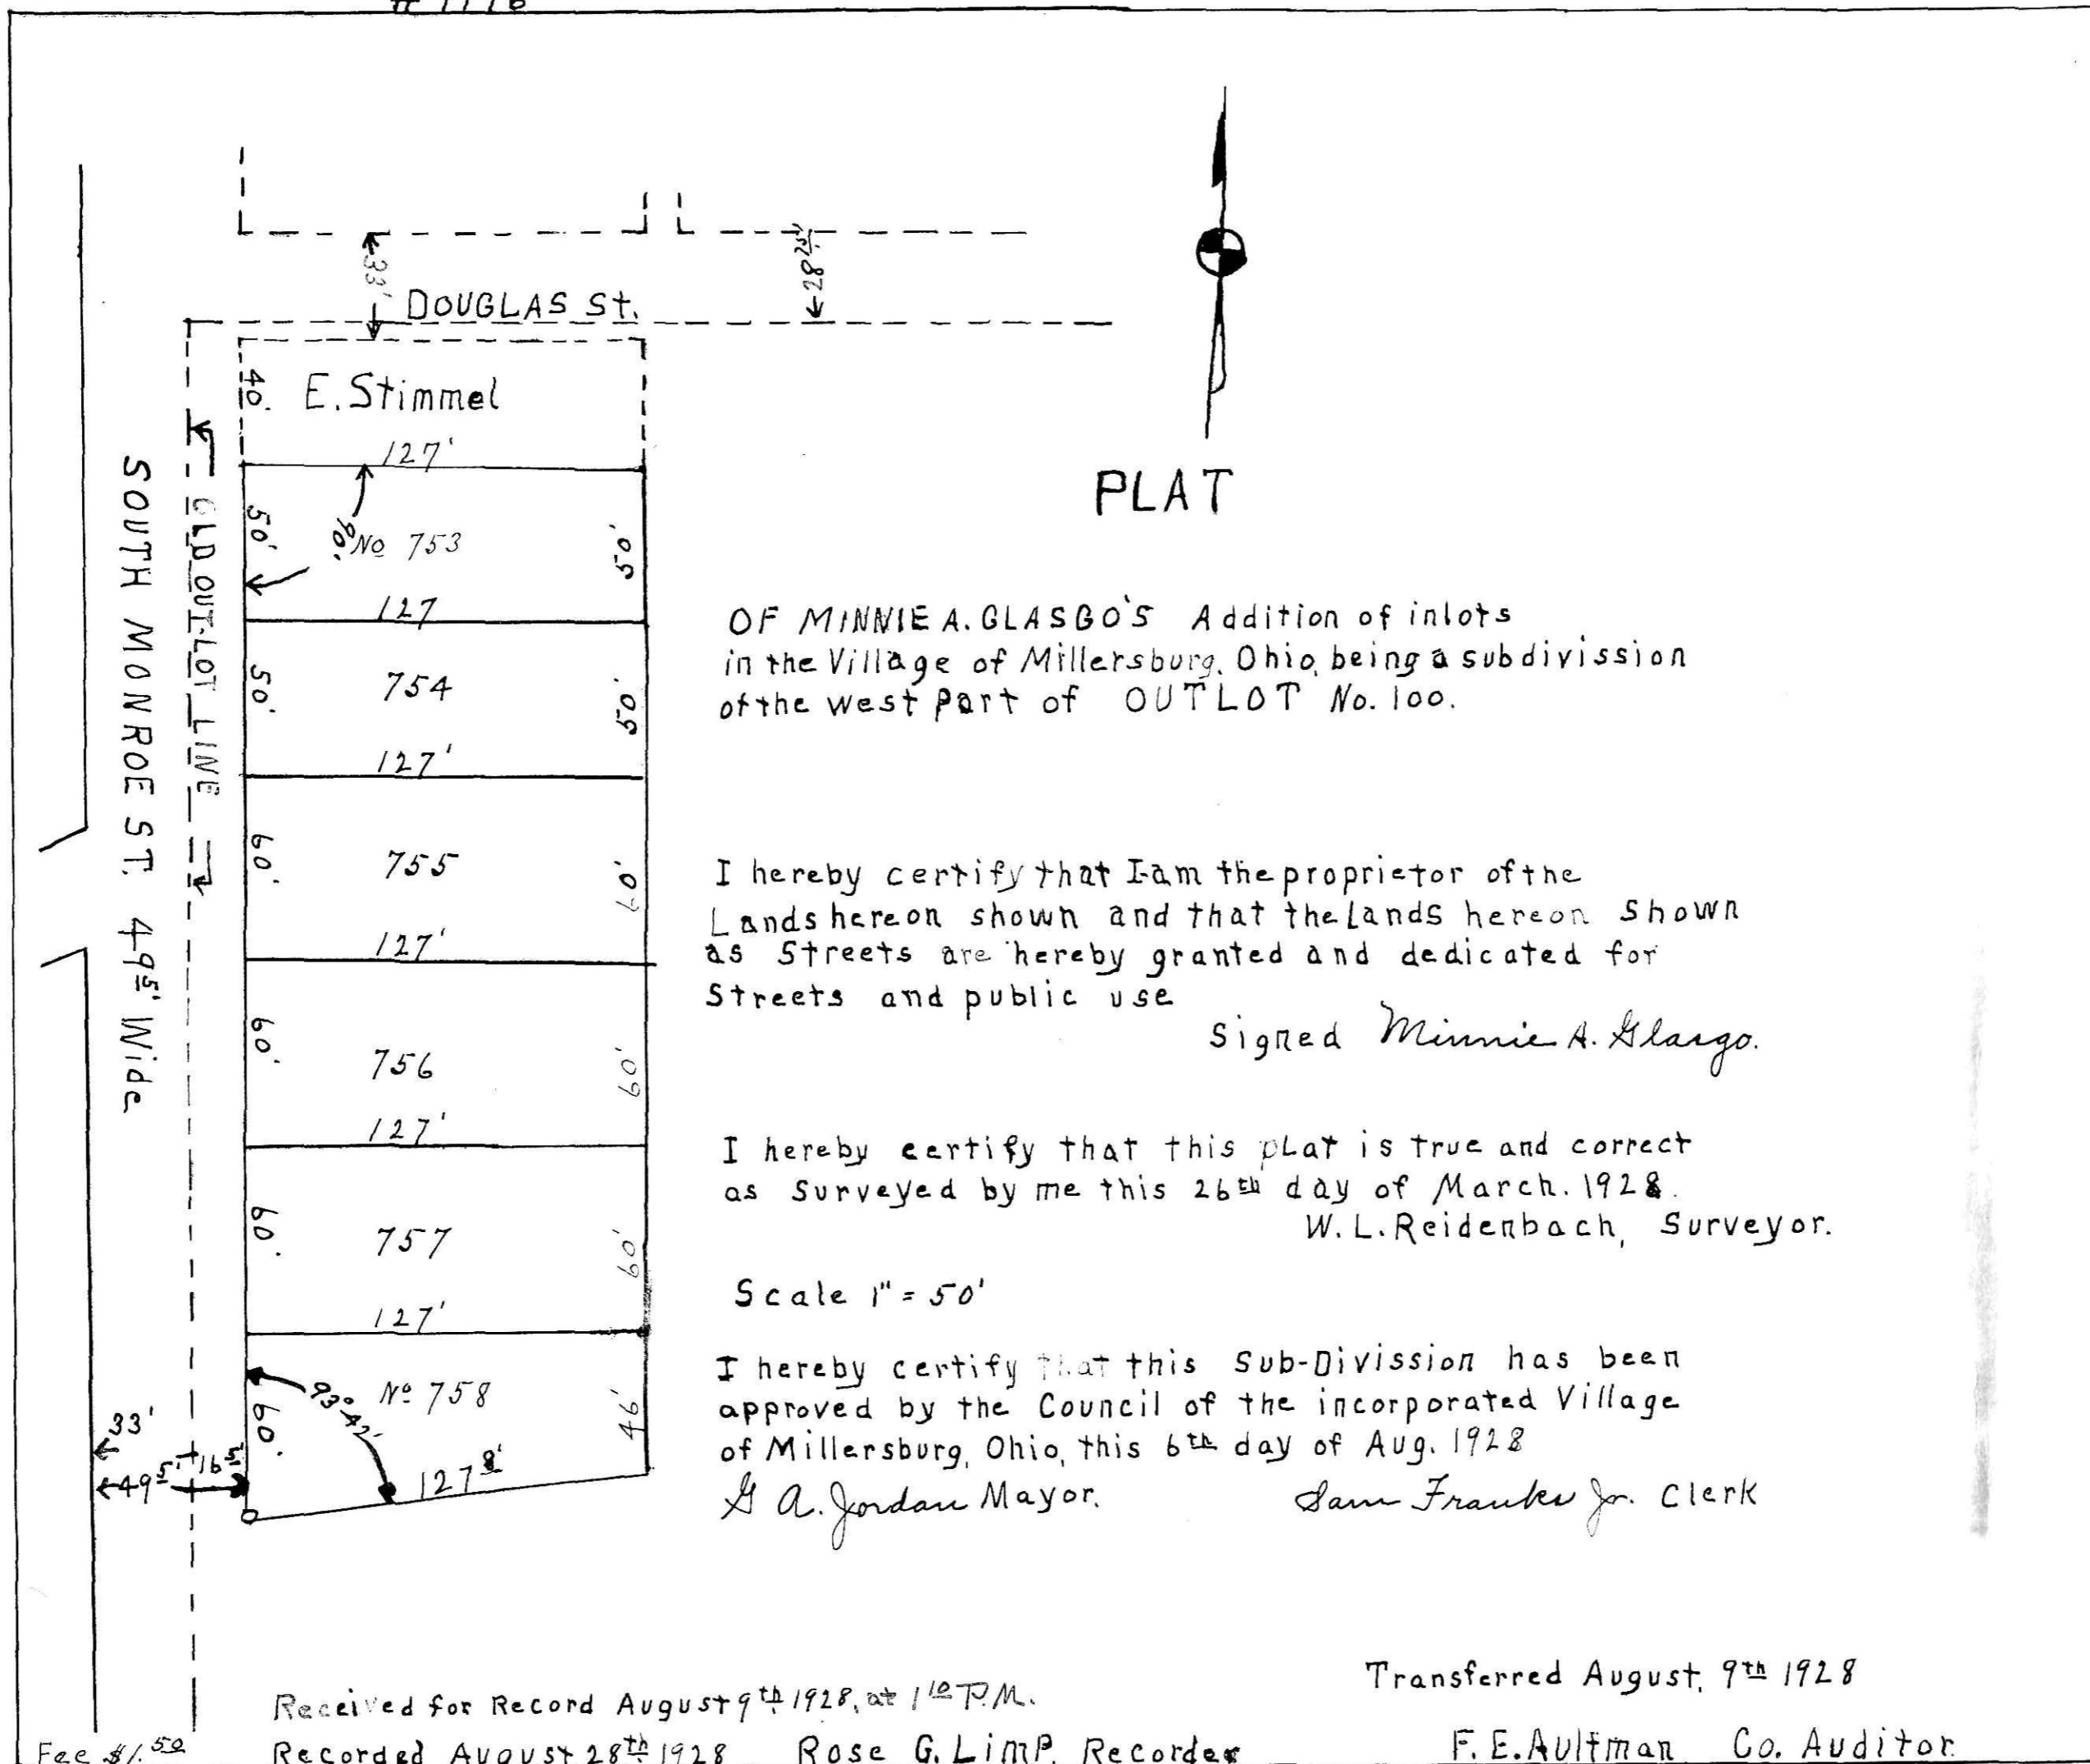 33'
28 25'
DOUGLAS St.
40'
E. Stimmel
127'
50'
90°
No 753
50'
127
50'
754
50'
127'
60'
755
60'
127'
60'
756
60'
127'
60'
757
60'
127'
60'
93° 42'
No 758
46'
127 8'
33'
49 5' 16 5'
SOUTH MONROE ST. 49 5' Wide
OLD OUT-LOT LINE
PLAT
OF MINNIE A. GLASGO'S Addition of inlots
in the Village of Millersburg, Ohio, being a subdivission
of the west Part of OUTLOT No. 100.
I hereby certify that I am the proprietor of the
Lands hereon shown and that the Lands hereon shown
as Streets are hereby granted and dedicated for
Streets and public use
Signed Minnie A. Glasgo.
I hereby certify that this pLat is true and correct
as Surveyed by me this 26th day of March. 1928.
W. L. Reidenbach, Surveyor.
Scale 1" = 50'
I hereby certify that this Sub-Divission has been
approved by the Council of the incorporated Village
of Millersburg, Ohio, this 6th day of Aug. 1928
G A. Jordan Mayor. Sam Franks Jr. Clerk
Transferred August, 9th 1928
Received for Record August 9th 1928, at 1 10 P.M.
Fee $1.50 Recorded August 28th 1928 Rose G. Limp, Recorder F. E. Aultman Co. Auditor